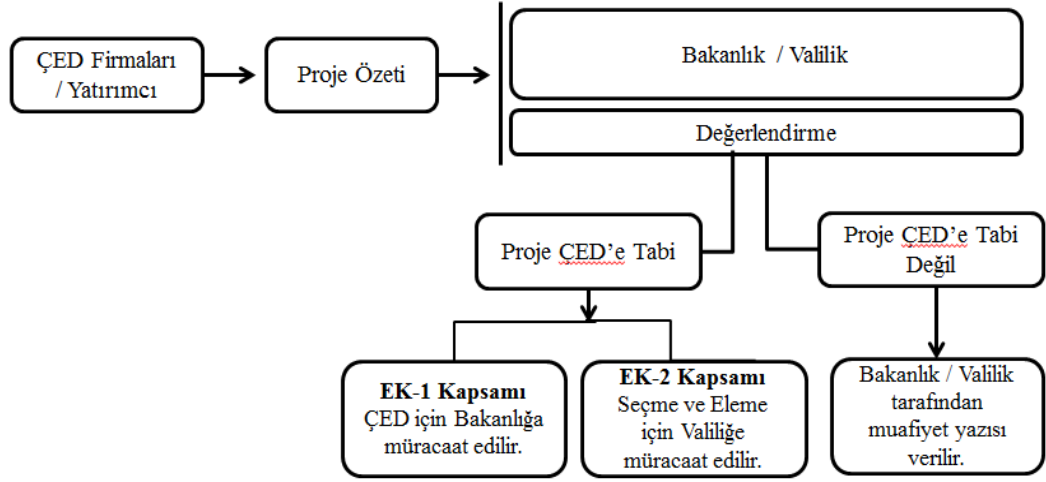 ÇED Firmaları
/ Yatırımcı
Proje Özeti
Bakanlık / Valilik
Değerlendirme
Proje ÇED’e Tabi
Proje ÇED’e Tabi
Değil
EK-1 Kapsamı
ÇED için Bakanlığa
müracaat edilir.
EK-2 Kapsamı
Seçme ve Eleme
için Valiliğe
müracaat edilir.
Bakanlık / Valilik
tarafından
muafiyet yazısı
verilir.